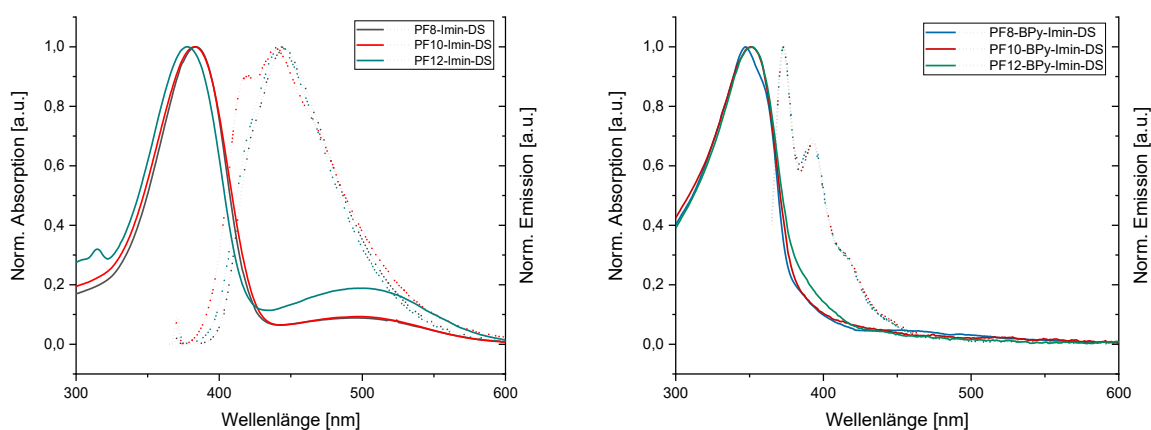 PF8-Imin-DS
PF10-Imin-DS
PF12-Imin-DS
1,0
0,8
0,6
0,4
0,2
0,0
Norm. Absorption [a.u.]
Norm. Emission [a.u.]
300 400 500 600
Wellenlänge [nm]
PF8-BPy-Imin-DS
PF10-BPy-Imin-DS
PF12-BPy-Imin-DS
1,0
0,8
0,6
0,4
0,2
0,0
Norm. Absorption [a.u.]
Norm. Emission [a.u.]
300 400 500 600
Wellenlänge [nm]